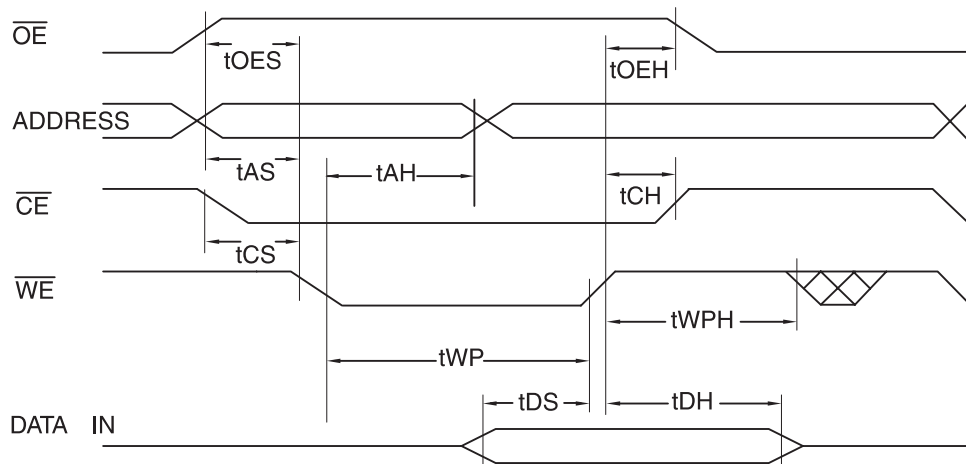 OE
tOES
tOEH
ADDRESS
tAS
tAH
tCH
CE
tCS
WE
tWPH
tWP
tDS
tDH
DATA IN